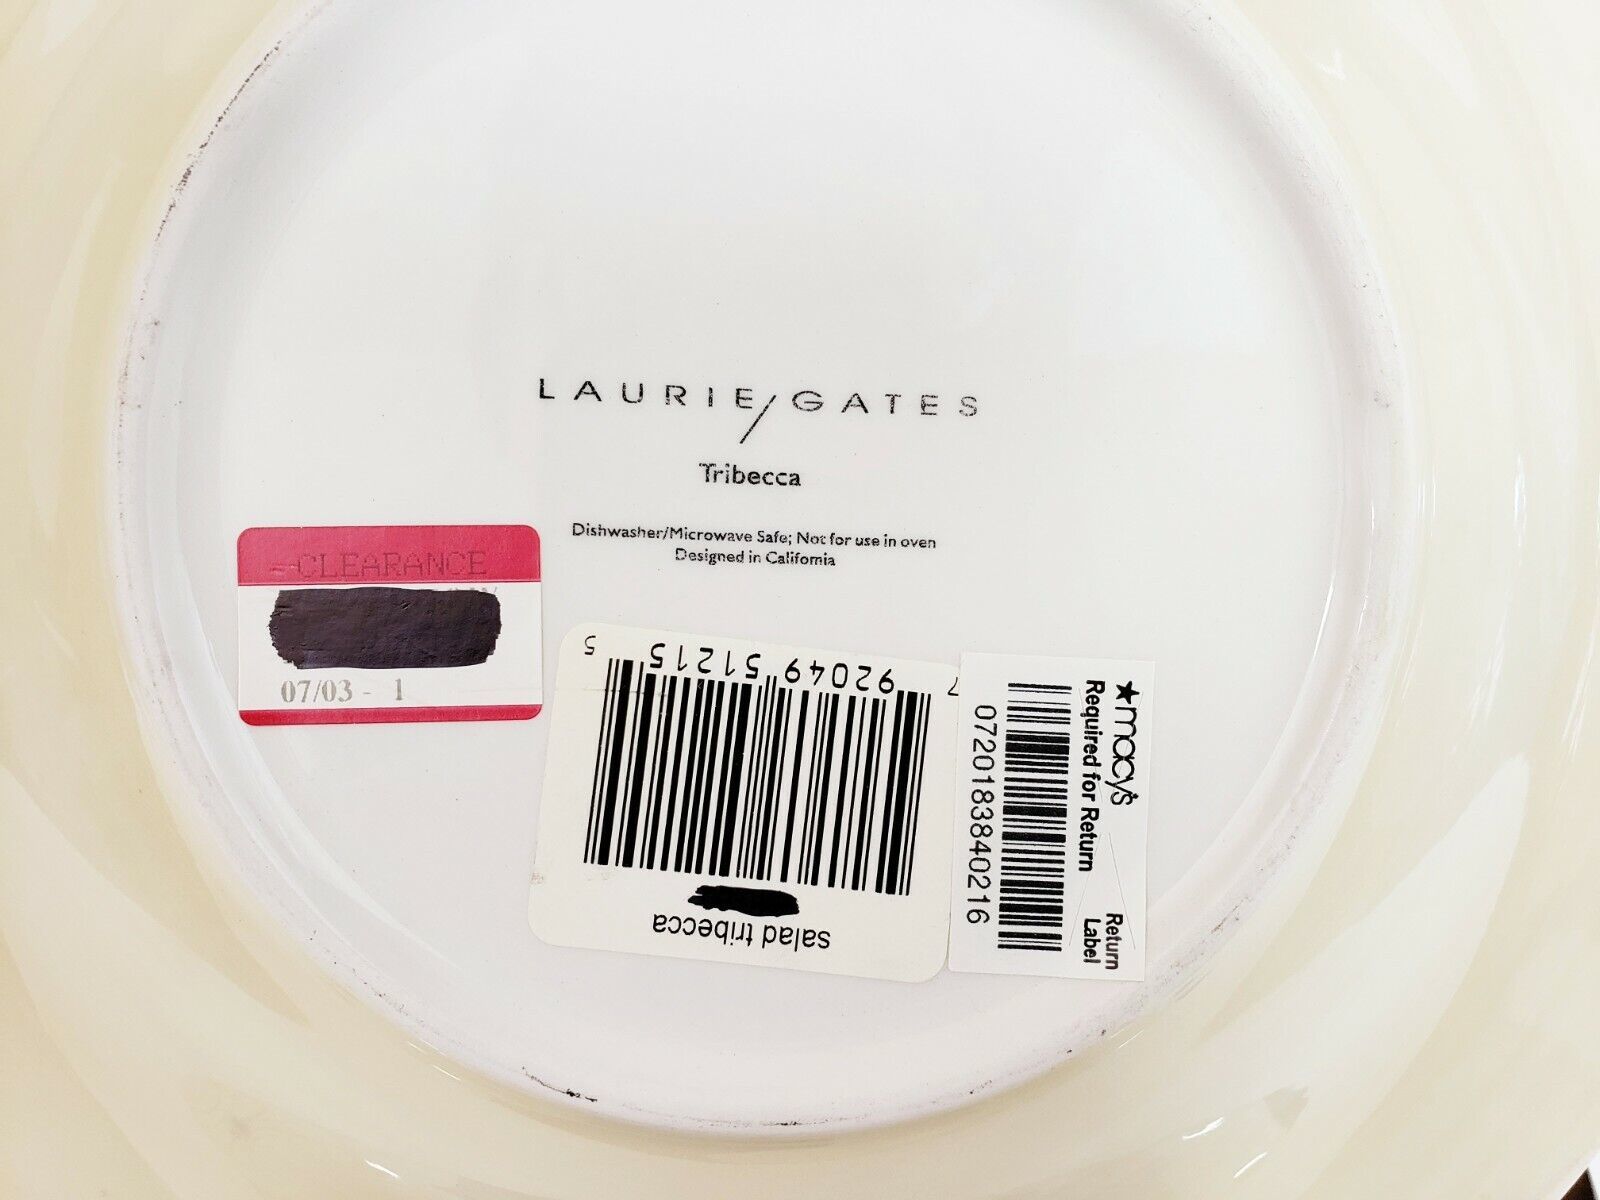 LAURIE/GATES
Tribecca
Dishwasher/Microwave Safe; Not for use in oven
Designed in California
CLEARANCE
07/03 - 1
7 92049 51215 5
salad tribecca
★macy's
Required for Return
072018383840216
Return
Label